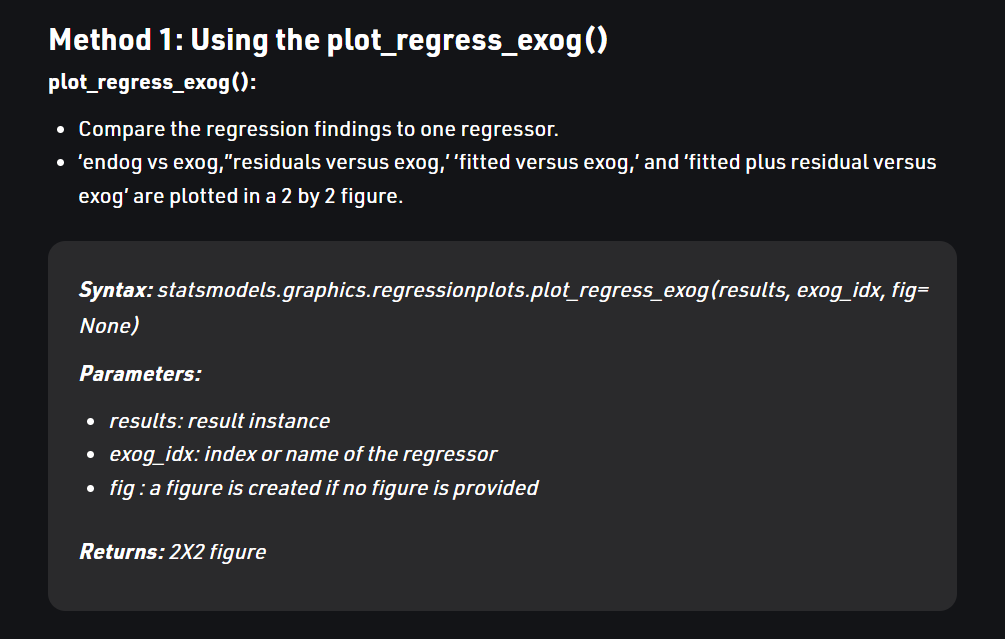 Method 1: Using the plot_regress_exog()
plot_regress_exog():
• Compare the regression findings to one regressor.
• ‘endog vs exog,”residuals versus exog,’ ‘fitted versus exog,’ and ‘fitted plus residual versus
exog’ are plotted in a 2 by 2 figure.
Syntax: statsmodels.graphics.regressionplots.plot_regress_exog(results, exog_idx, fig=
None)
Parameters:
• results: result instance
• exog_idx: index or name of the regressor
• fig : a figure is created if no figure is provided
Returns: 2X2 figure